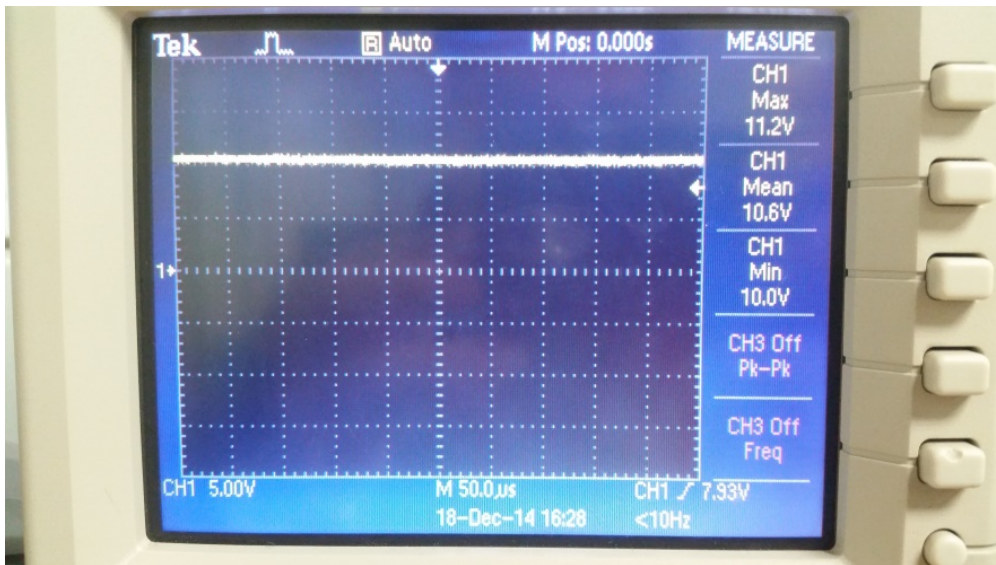 Tek R Auto M Pos: 0.000s MEASURE
CH1
Max
11.2V
CH1
Mean
10.6V
1
CH1
Min
10.0V
CH3 Off
Pk-Pk
CH3 Off
Freq
CH1 5.00V M 50.0µs CH1 7.93V
18-Dec-14 16:28 <10Hz